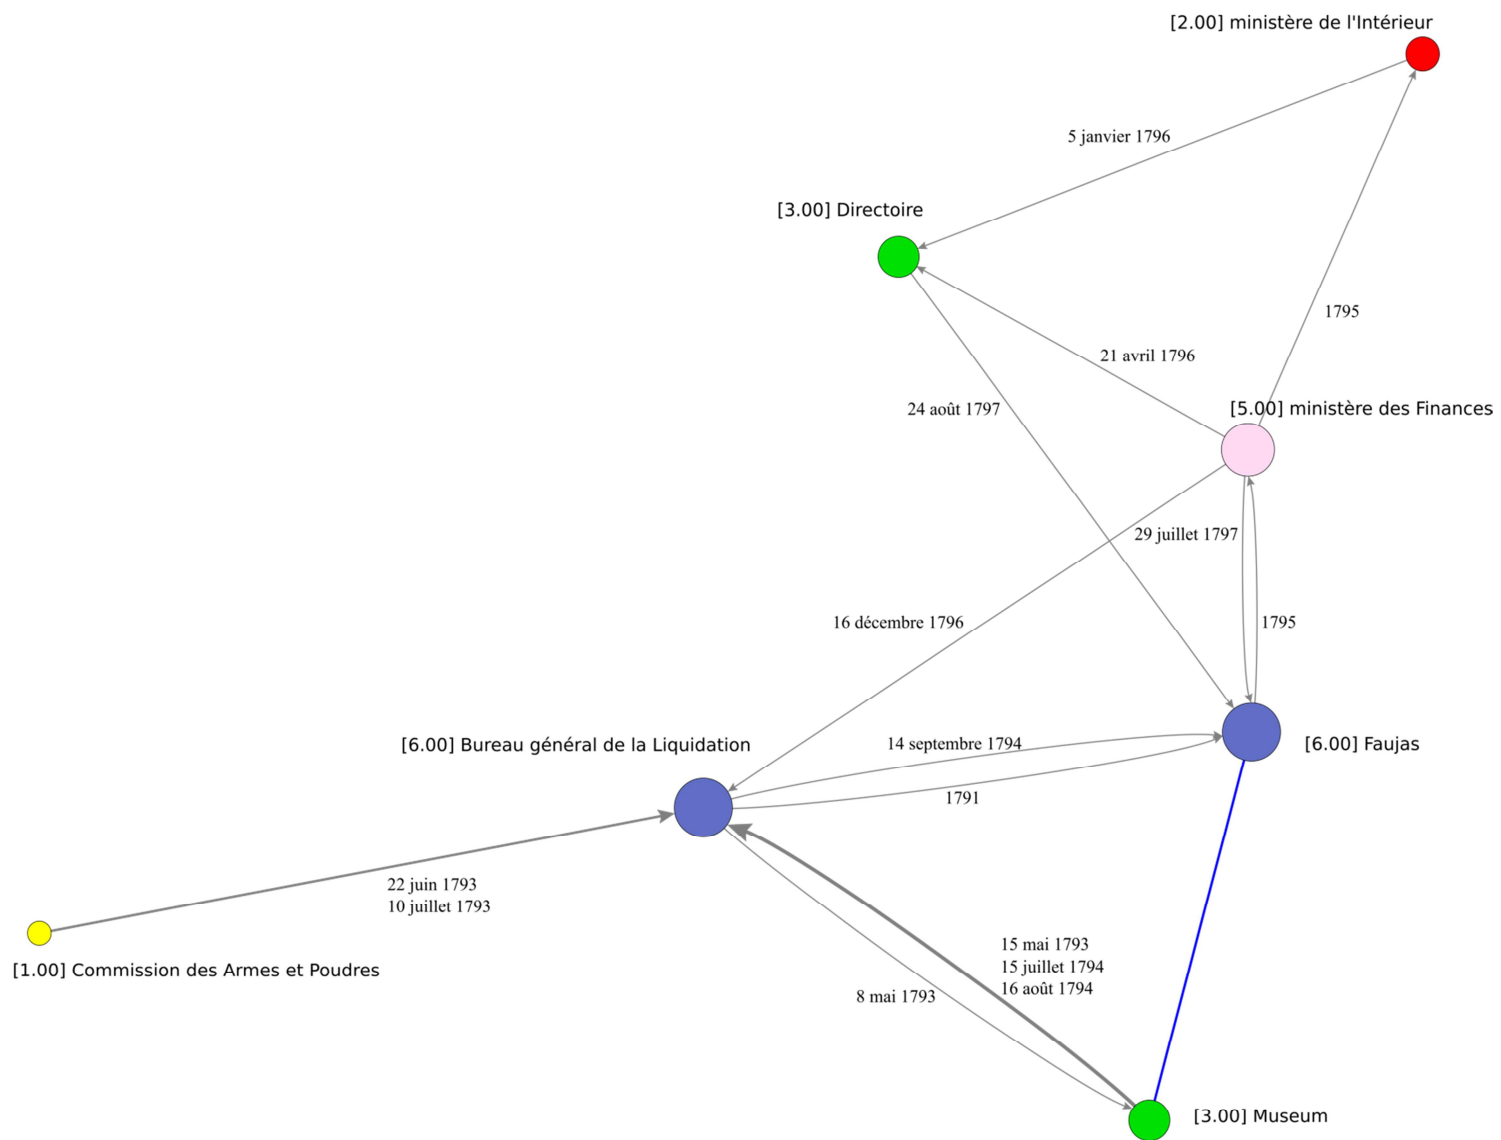 [2.00] ministère de l'Intérieur
5 janvier 1796
[3.00] Directoire
1795
21 avril 1796
24 août 1797
[5.00] ministère des Finances
29 juillet 1797
16 décembre 1796
1795
[6.00] Bureau général de la Liquidation
14 septembre 1794
[6.00] Faujas
1791
22 juin 1793
10 juillet 1793
15 mai 1793
15 juillet 1794
16 août 1794
[1.00] Commission des Armes et Poudres
8 mai 1793
[3.00] Museum